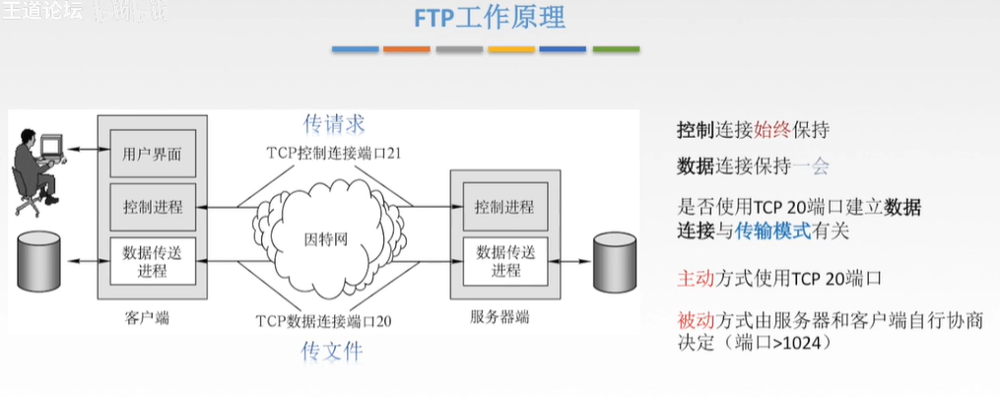 王道论坛
FTP工作原理
传请求
TCP控制连接端口21
用户界面
控制进程
数据传送
进程
客户端
因特网
控制进程
数据传送
进程
服务器端
TCP数据连接端口20
传文件
控制连接始终保持
数据连接保持一会
是否使用TCP 20端口建立数据
连接与传输模式有关
主动方式使用TCP 20端口
被动方式由服务器和客户端自行协商
决定（端口>1024）